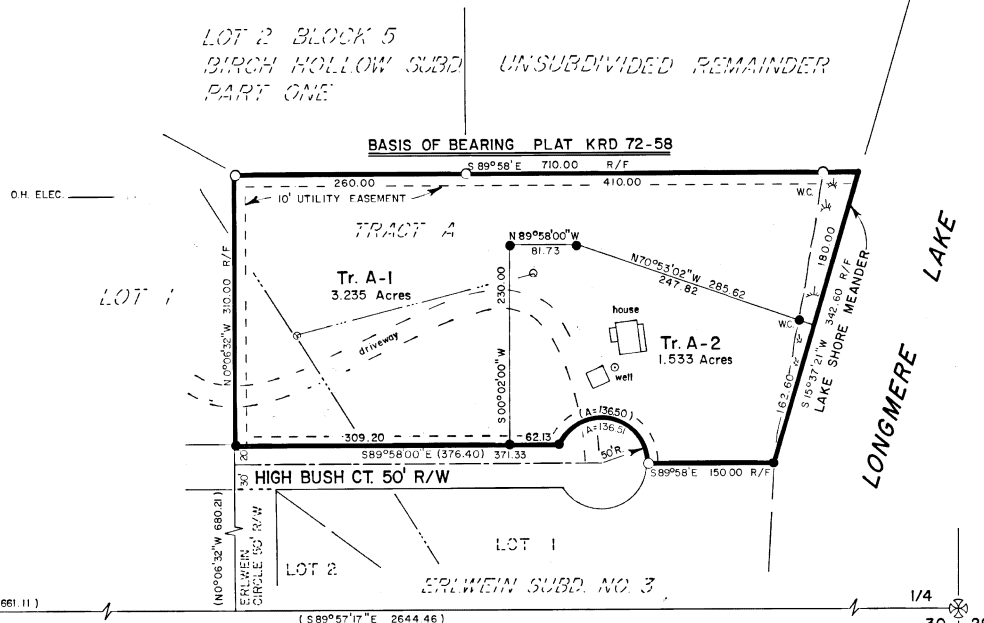 LOT 2 BLOCK 5
BIRCH HOLLOW SUBD
PART ONE
UNSUBDIVIDED REMAINDER
BASIS OF BEARING PLAT KRD 72-58
S 89°58' E 710.00 R/F
260.00
410.00
O.H. ELEC.
10' UTILITY EASEMENT
W.C.
TRACT A
N 89°58'00" W
81.73
180.00
LAKE
LONGMERE
N 0°06'32" W 310.00 R/F
Tr. A-1
3.235 Acres
230.00
S 00°02'00" W
N70°53'02" W 285.62
247.82
LOT 1
house
W.C.
driveway
Tr. A-2
1.533 Acres
well
S 15°37'21" W 342.60 R/F
LAKE SHORE MEANDER
162.60
(A=136.50)
A=136.51
309.20
62.13
S89°58'00"E (376.40) 371.33
50' R.
S 89°58' E 150.00 R/F
20'
30'
HIGH BUSH CT. 50' R/W
(N0°06'32" W 680.21)
ERLWEIN
CIRCLE 50' R/W
LOT 1
LOT 2
ERLWEIN SUBD. NO. 3
661.11 )
( S 89°57'17" E 2644.46 )
1/4
30